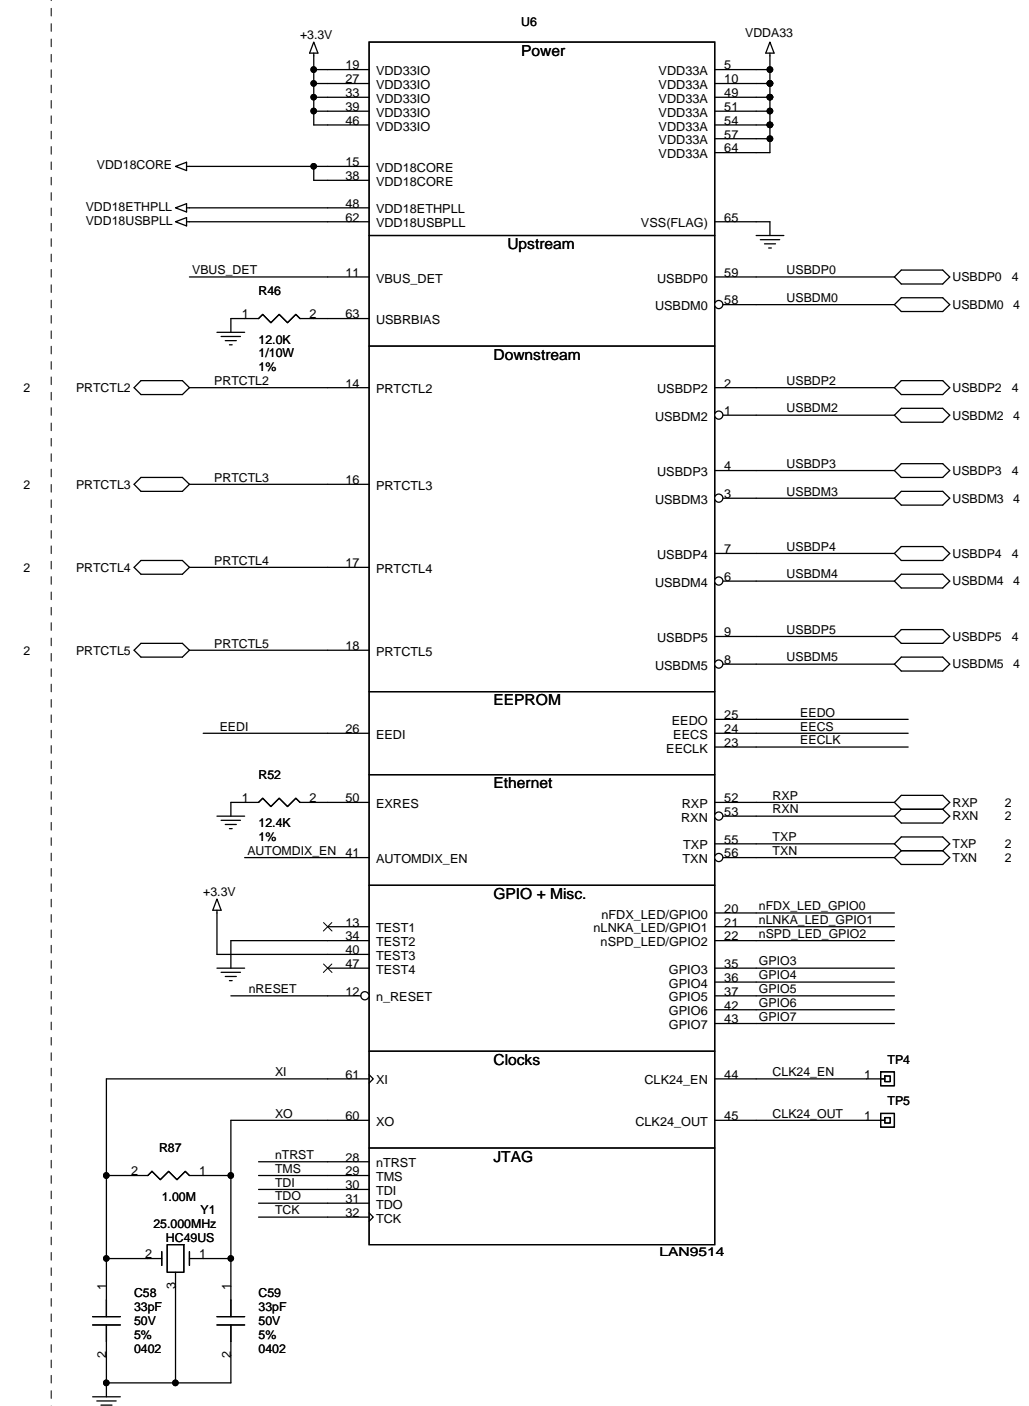 U6
+3.3V
VDDA33
Power
19 VDD33IO
27 VDD33IO
33 VDD33IO
39 VDD33IO
46 VDD33IO
VDD33A 5
VDD33A 10
VDD33A 49
VDD33A 51
VDD33A 54
VDD33A 57
VDD33A 64
VDD18CORE 15 VDD18CORE
38 VDD18CORE
VDD18ETHPLL 48 VDD18ETHPLL
VDD18USBPLL 62 VDD18USBPLL
VSS(FLAG) 65
Upstream
VBUS_DET 11 VBUS_DET
USBDP0 59 USBDP0 USBDP0 4
USBDM0 58 USBDM0 USBDM0 4
R46
1 2 63 USBRBIAS
12.0K
1/10W
1%
Downstream
2 PRTCTL2 PRTCTL2 14 PRTCTL2
USBDP2 2 USBDP2 USBDP2 4
USBDM2 1 USBDM2 USBDM2 4
2 PRTCTL3 PRTCTL3 16 PRTCTL3
USBDP3 4 USBDP3 USBDP3 4
USBDM3 3 USBDM3 USBDM3 4
2 PRTCTL4 PRTCTL4 17 PRTCTL4
USBDP4 7 USBDP4 USBDP4 4
USBDM4 6 USBDM4 USBDM4 4
2 PRTCTL5 PRTCTL5 18 PRTCTL5
USBDP5 9 USBDP5 USBDP5 4
USBDM5 8 USBDM5 USBDM5 4
EEPROM
EEDI 26 EEDI
EEDO 25 EEDO
EECS 24 EECS
EECLK 23 EECLK
Ethernet
R52
1 2 50 EXRES
12.4K
1%
AUTOMDIX_EN 41 AUTOMDIX_EN
RXP 52 RXP RXP 2
RXN 53 RXN RXN 2
TXP 55 TXP TXP 2
TXN 56 TXN TXN 2
GPIO + Misc.
+3.3V
13 TEST1
34 TEST2
40 TEST3
47 TEST4
nRESET 12 n_RESET
nFDX_LED/GPIO0 20 nFDX_LED_GPIO0
nLNKA_LED/GPIO1 21 nLNKA_LED_GPIO1
nSPD_LED/GPIO2 22 nSPD_LED_GPIO2
GPIO3 35 GPIO3
GPIO4 36 GPIO4
GPIO5 37 GPIO5
GPIO6 42 GPIO6
GPIO7 43 GPIO7
Clocks
XI 61 XI
XO 60 XO
CLK24_EN 44 CLK24_EN 1 TP4
CLK24_OUT 45 CLK24_OUT 1 TP5
JTAG
nTRST 28 nTRST
TMS 29 TMS
TDI 30 TDI
TDO 31 TDO
TCK 32 TCK
LAN9514
R87
2 1
1.00M
Y1
25.000MHz
HC49US
2 1
3
1
C58
33pF
50V
5%
0402
2
1
C59
33pF
50V
5%
0402
2